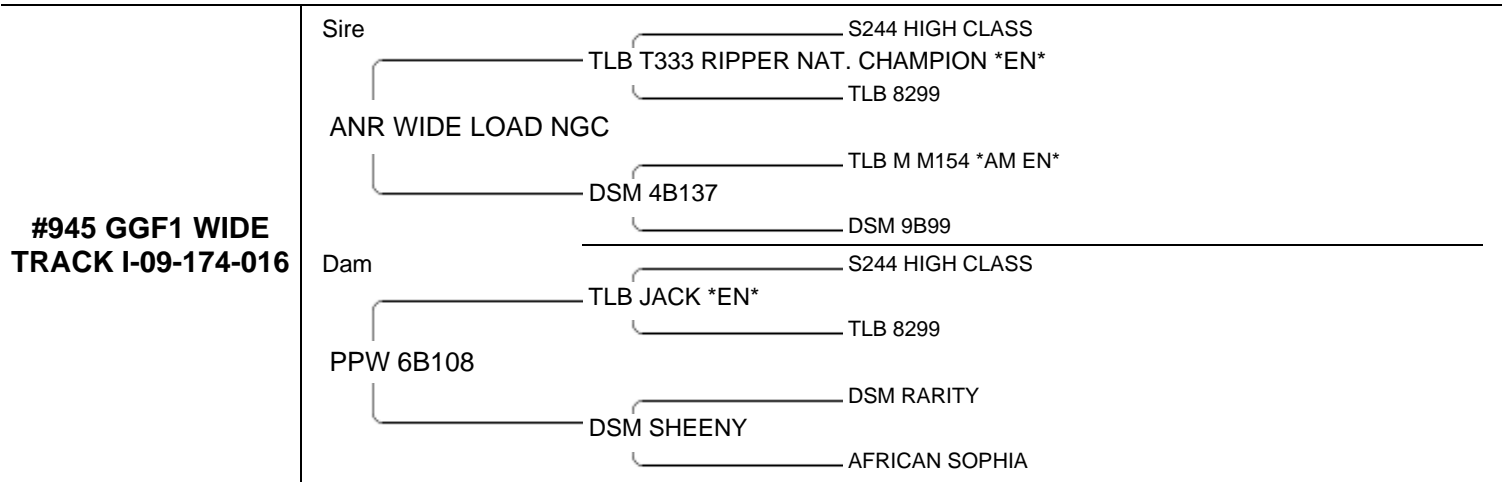 Sire
S244 HIGH CLASS
TLB T333 RIPPER NAT. CHAMPION *EN*
TLB 8299
ANR WIDE LOAD NGC
TLB M M154 *AM EN*
DSM 4B137
DSM 9B99
#945 GGF1 WIDE
TRACK I-09-174-016
Dam
S244 HIGH CLASS
TLB JACK *EN*
TLB 8299
PPW 6B108
DSM RARITY
DSM SHEENY
AFRICAN SOPHIA